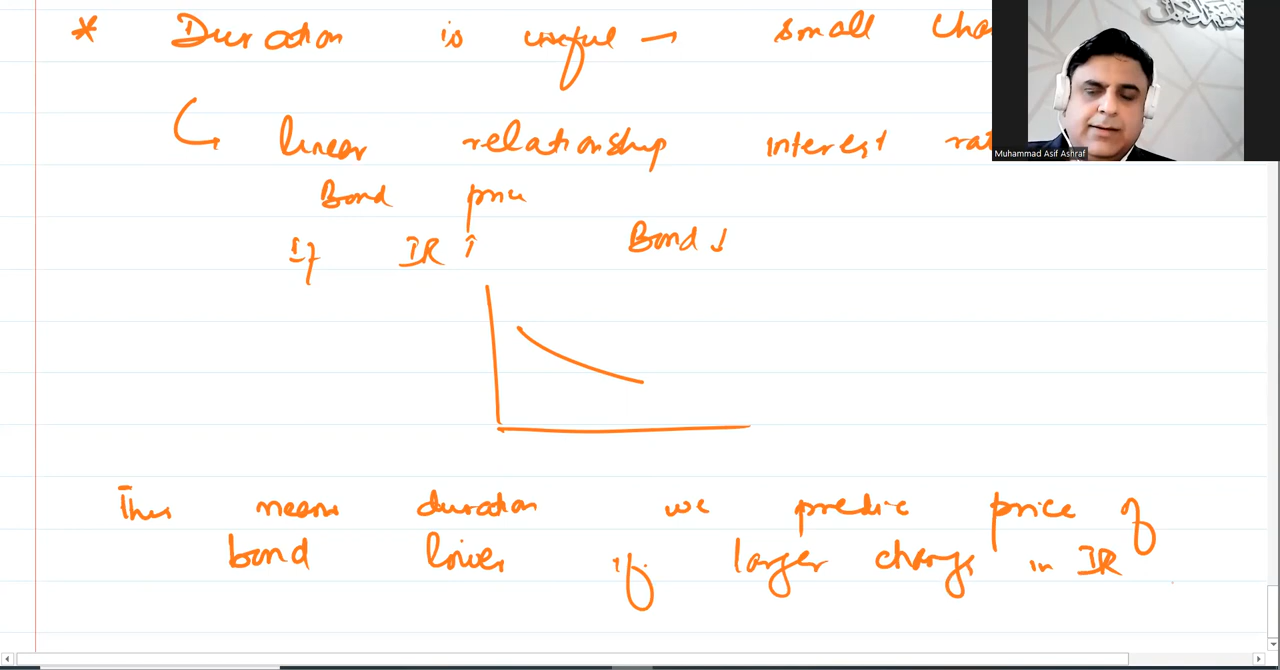 * Duration is useful → small cha
↳ linear relationship interest rat
Bond price
If IR ↑ Bond ↓
This means duration we predic price of
bond lower if larger change in IR
Muhammad Asif Ashraf